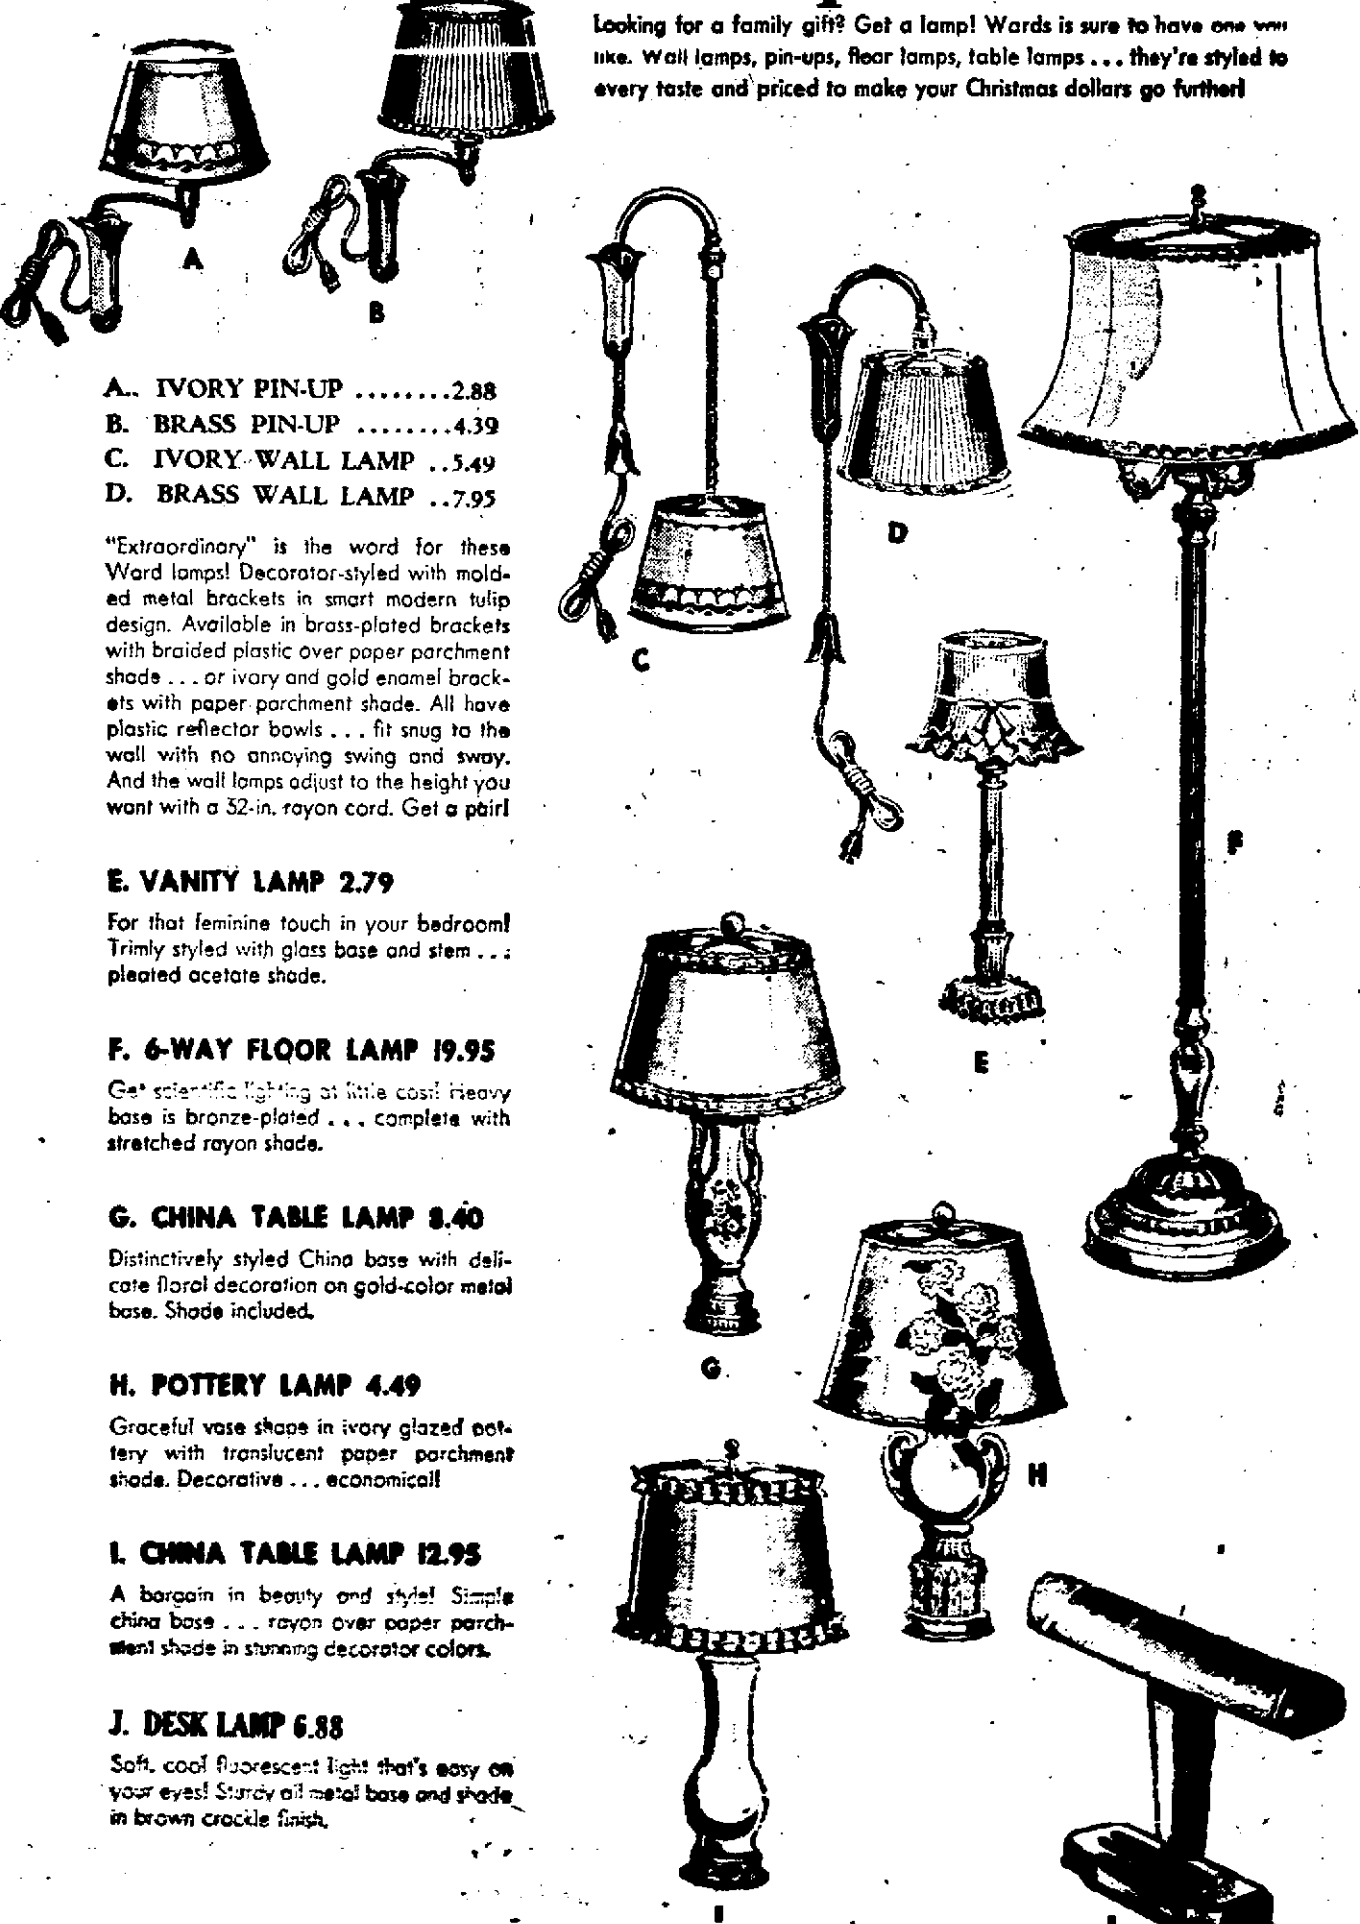 Looking for a family gift? Get a lamp! Wards is sure to have one you
like. Wall lamps, pin-ups, floor lamps, table lamps . . . they're styled to
every taste and priced to make your Christmas dollars go further!
A
B
A.. IVORY PIN-UP ........2.88
B. BRASS PIN-UP ........4.39
C. IVORY WALL LAMP ..5.49
D. BRASS WALL LAMP ..7.95
"Extraordinary" is the word for these
Ward lamps! Decorator-styled with mold-
ed metal brackets in smart modern tulip
design. Available in brass-plated brackets
with braided plastic over paper parchment
shade . . . or ivory and gold enamel brack-
ets with paper parchment shade. All have
plastic reflector bowls . . . fit snug to the
wall with no annoying swing and sway.
And the wall lamps adjust to the height you
want with a 32-in. rayon cord. Get a pair!
C
D
E. VANITY LAMP 2.79
For that feminine touch in your bedroom!
Trimly styled with glass base and stem . . .
pleated acetate shade.
E
F. 6-WAY FLOOR LAMP 19.95
Get scientific lighting at little cost! Heavy
base is bronze-plated . . . complete with
stretched rayon shade.
G. CHINA TABLE LAMP 8.40
Distinctively styled China base with deli-
cate floral decoration on gold-color metal
base. Shade included.
G
H. POTTERY LAMP 4.49
Graceful vase shape in ivory glazed pot-
tery with translucent paper parchment
shade. Decorative . . . economical!
H
I. CHINA TABLE LAMP 12.95
A bargain in beauty and style! Simple
china base . . . rayon over paper parch-
ment shade in stunning decorator colors.
J. DESK LAMP 6.88
Soft, cool fluorescent light that's easy on
your eyes! Sturdy all metal base and shade
in brown crackle finish.
I